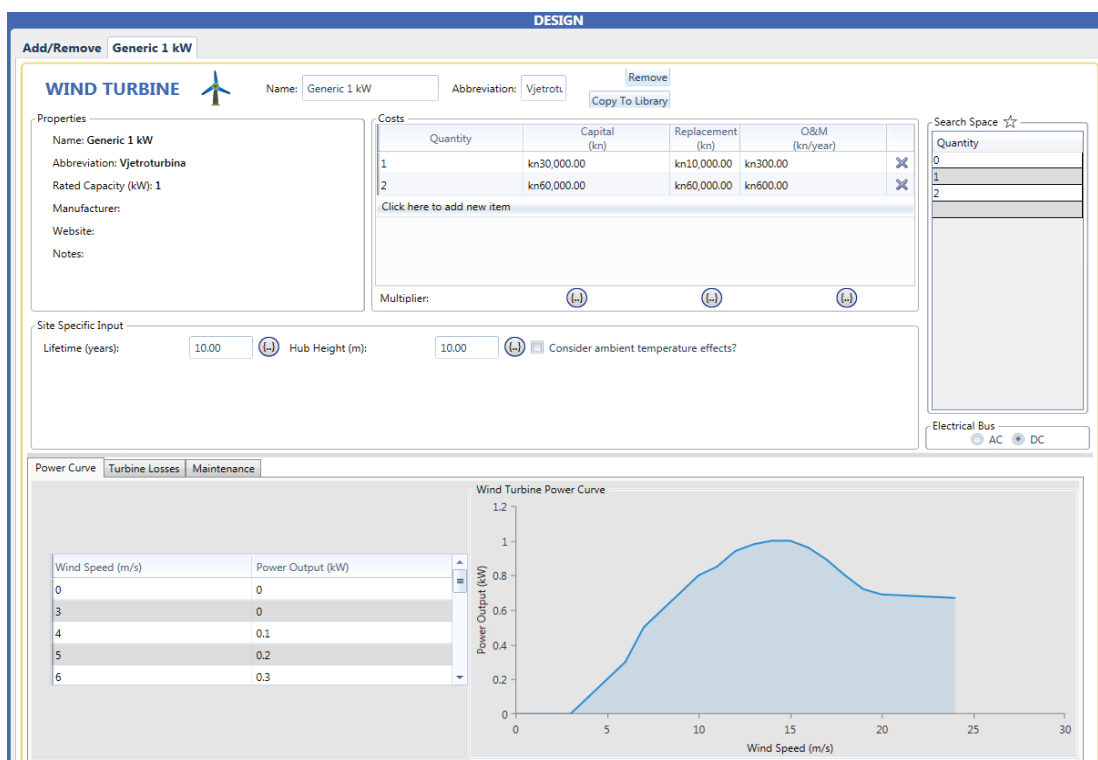 DESIGN
Add/Remove Generic 1 kW
WIND TURBINE
Name: Generic 1 kW
Abbreviation: Vjetrotu
Remove
Copy To Library
Properties
Name: Generic 1 kW
Abbreviation: Vjetroturbina
Rated Capacity (kW): 1
Manufacturer:
Website:
Notes:
Costs
Quantity Capital (kn) Replacement (kn) O&M (kn/year)
1 kn30,000.00 kn10,000.00 kn300.00
2 kn60,000.00 kn60,000.00 kn600.00
Click here to add new item
Multiplier: {..} {..} {..}
Search Space
Quantity
0
1
2
Site Specific Input
Lifetime (years): 10.00 {..} Hub Height (m): 10.00 {..} Consider ambient temperature effects?
Electrical Bus
AC DC
Power Curve Turbine Losses Maintenance
Wind Speed (m/s) Power Output (kW)
0 0
3 0
4 0.1
5 0.2
6 0.3
Wind Turbine Power Curve
Power Output (kW)
1.2
1
0.8
0.6
0.4
0.2
0
0 5 10 15 20 25 30
Wind Speed (m/s)